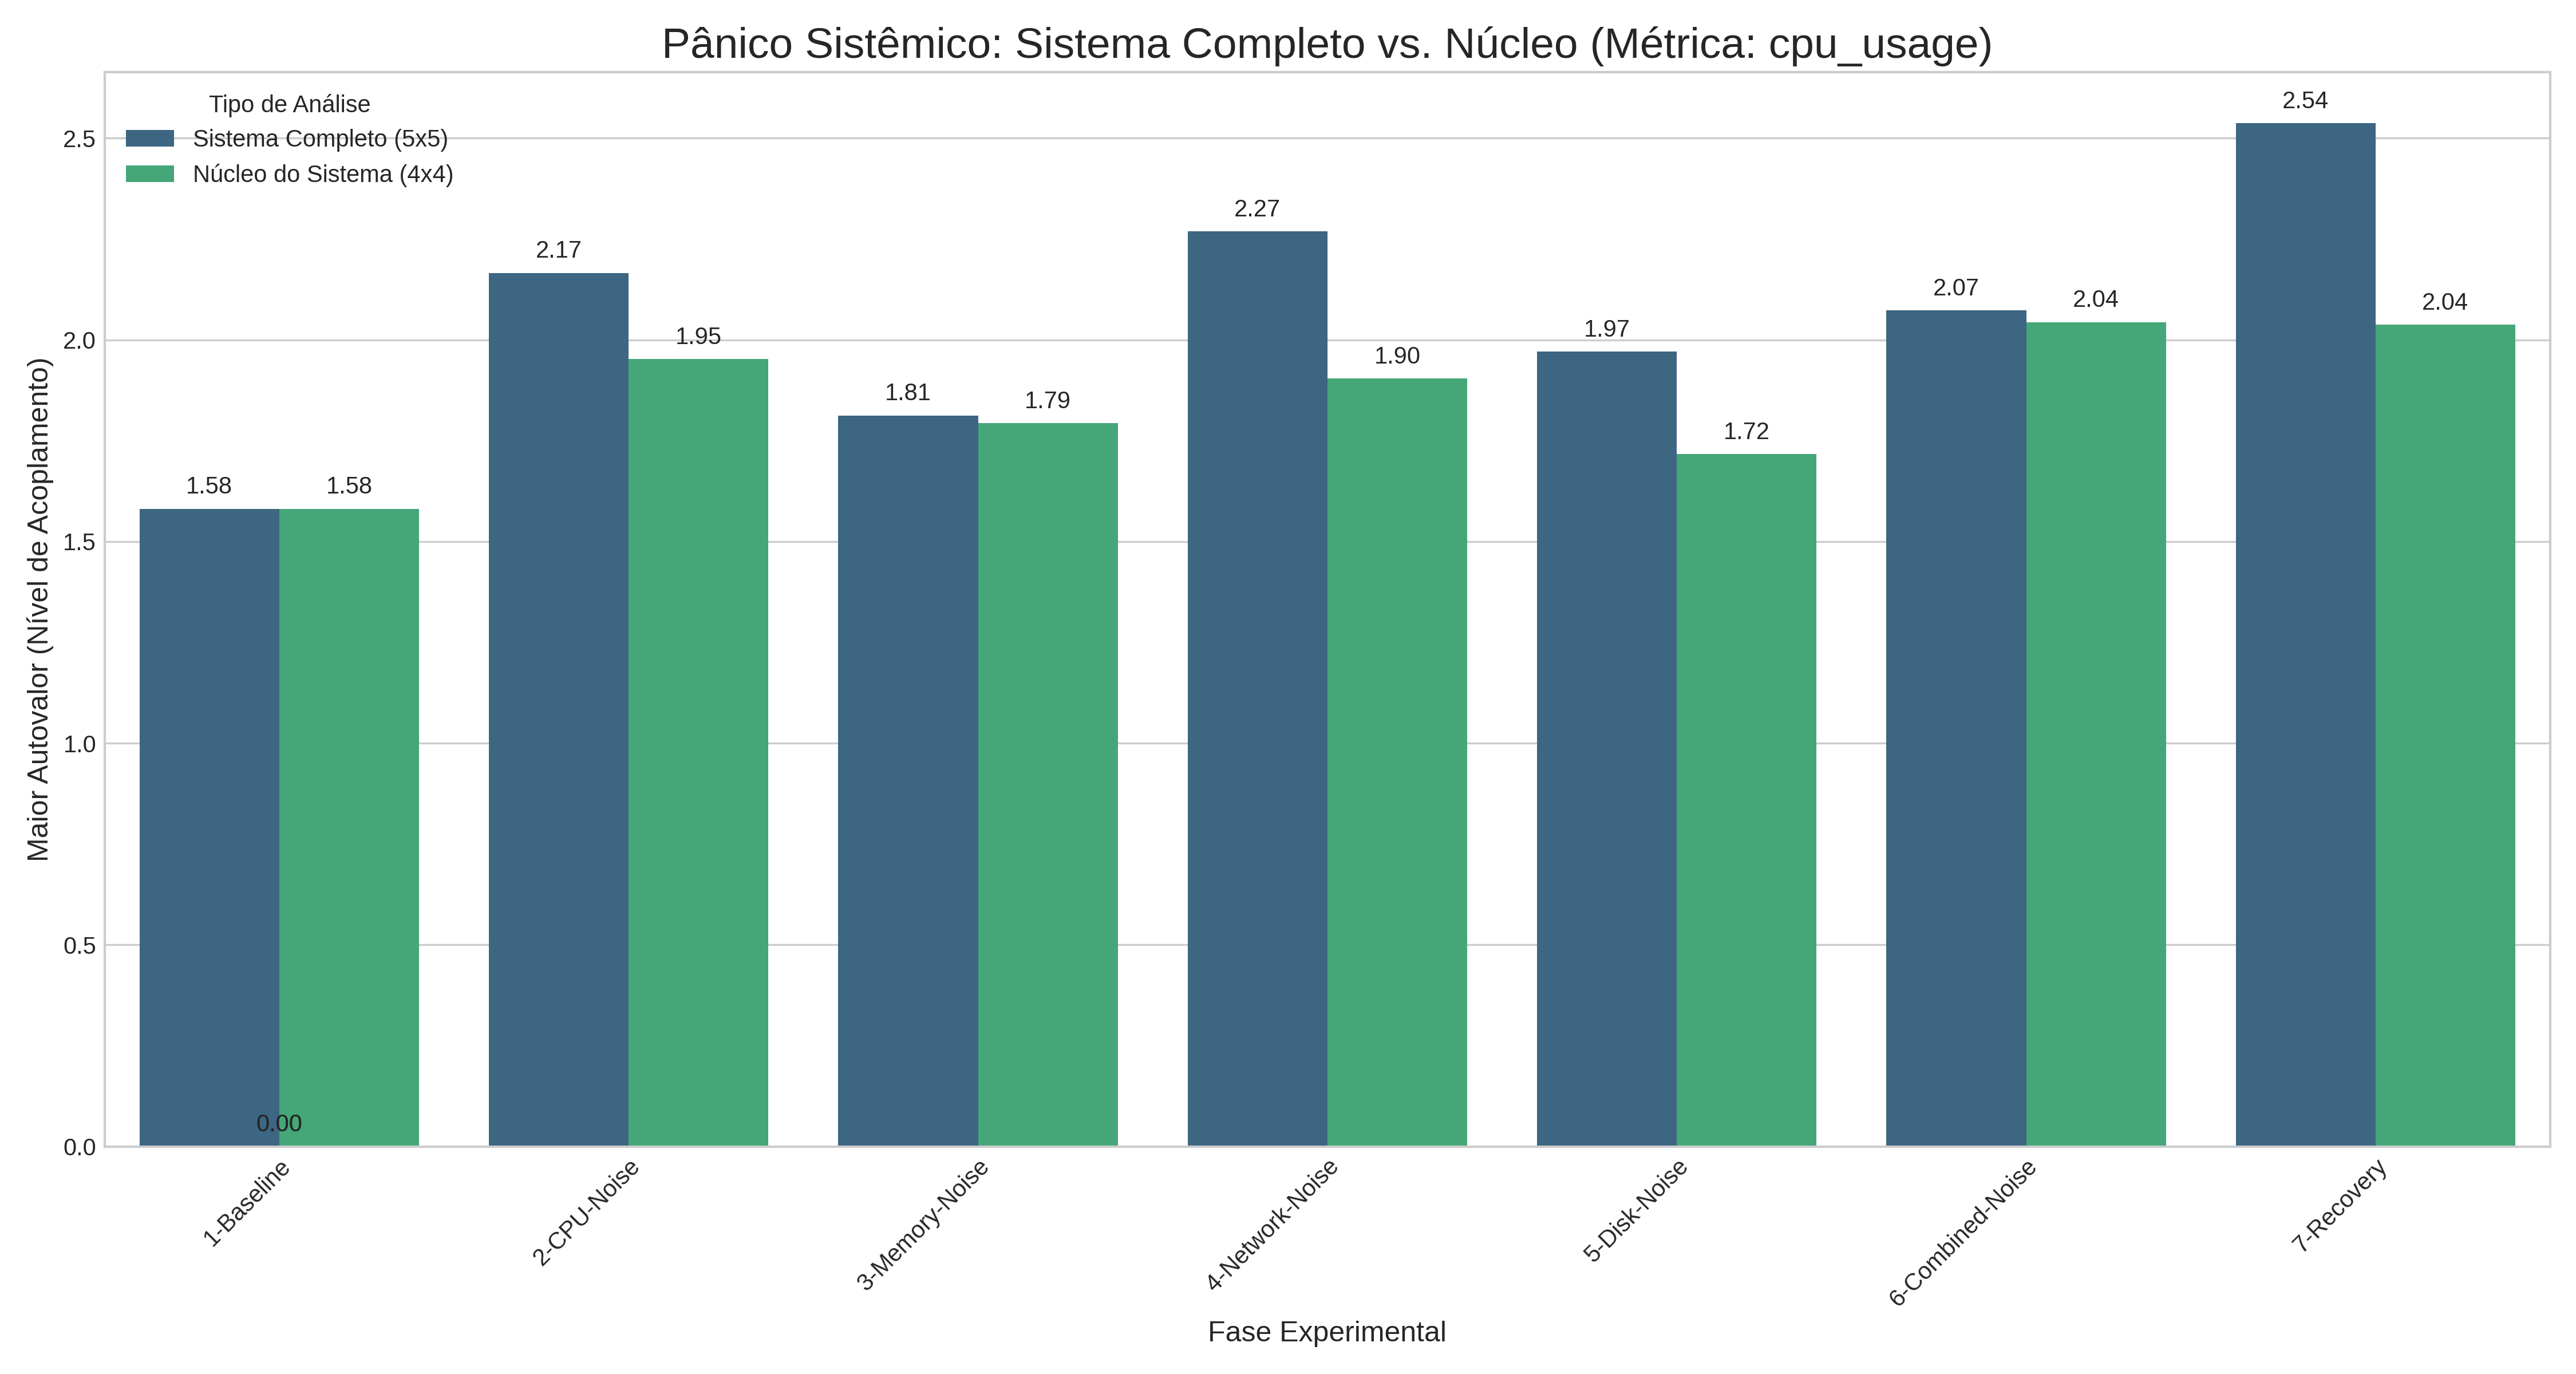 Pânico Sistêmico: Sistema Completo vs. Núcleo (Métrica: cpu_usage)
Tipo de Análise
Sistema Completo (5x5)
Núcleo do Sistema (4x4)
Maior Autovalor (Nível de Acoplamento)
2.5
2.0
1.5
1.0
0.5
0.0
1.58
1.58
0.00
2.17
1.95
1.81
1.79
2.27
1.90
1.97
1.72
2.07
2.04
2.54
2.04
1-Baseline
2-CPU-Noise
3-Memory-Noise
4-Network-Noise
5-Disk-Noise
6-Combined-Noise
7-Recovery
Fase Experimental